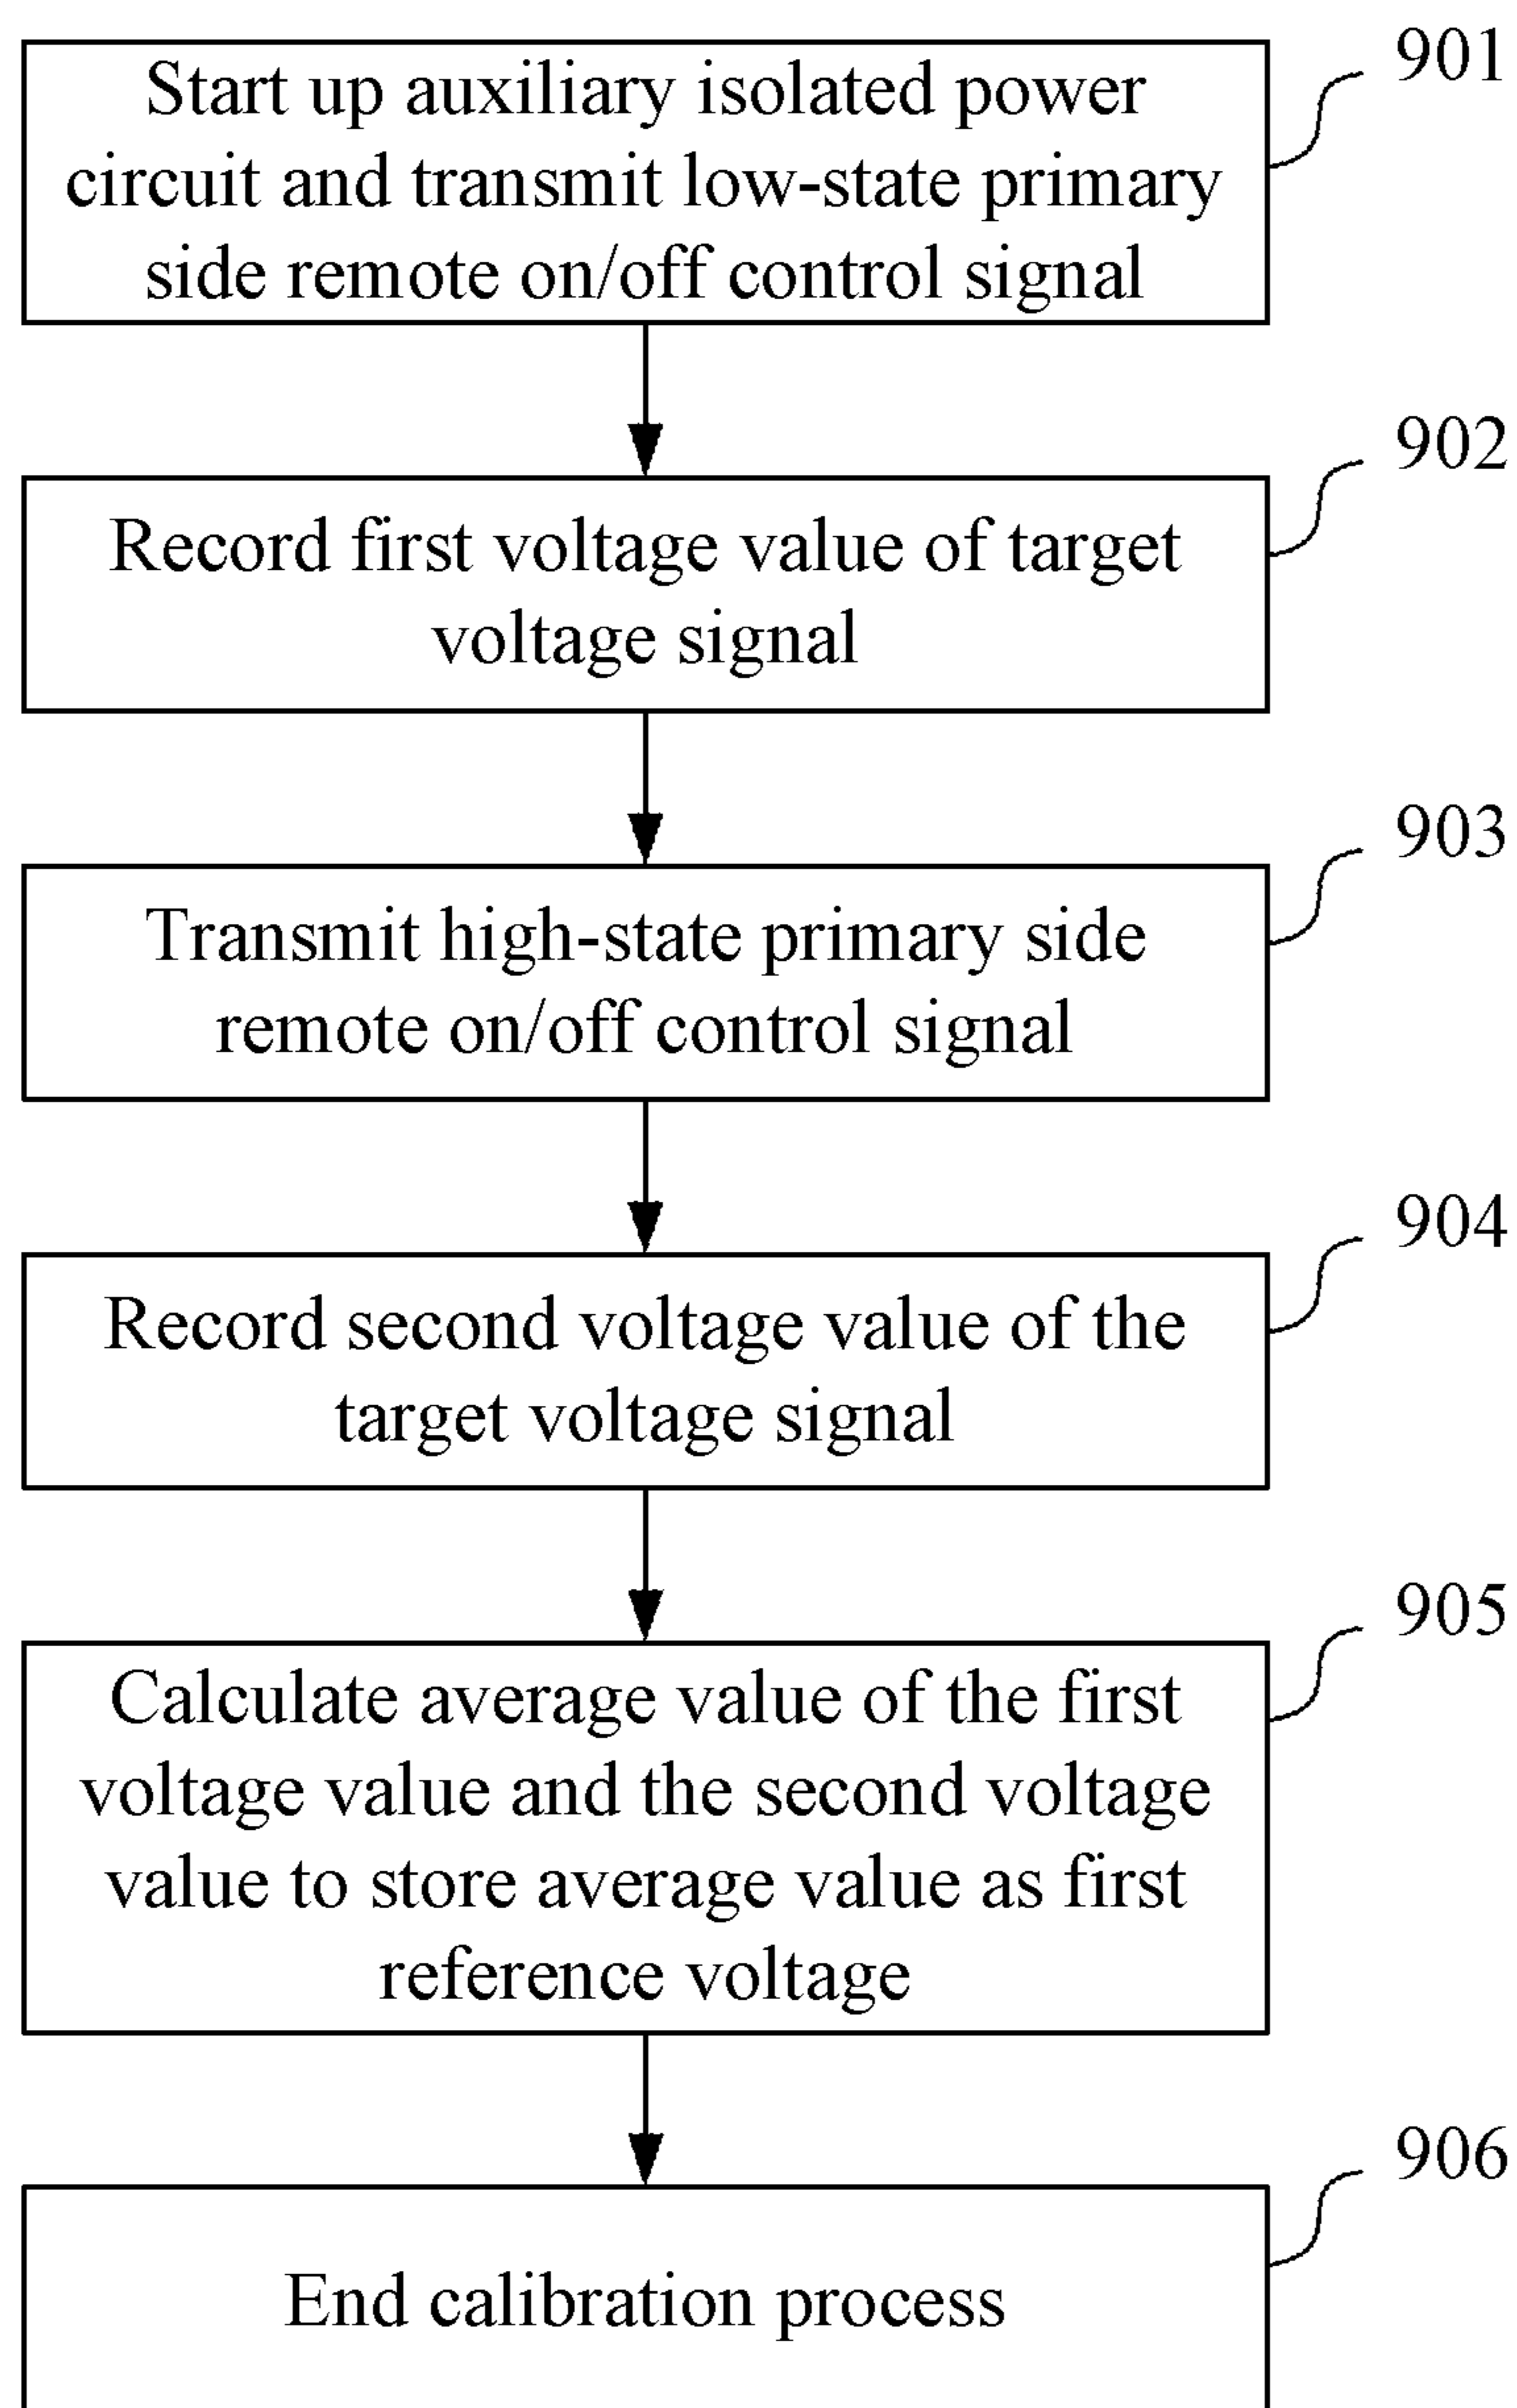 901
Start up auxiliary isolated power
circuit and transmit low-state primary
side remote on/off control signal
902
Record first voltage value of target
voltage signal
903
Transmit high-state primary side
remote on/off control signal
904
Record second voltage value of the
target voltage signal
905
Calculate average value of the first
voltage value and the second voltage
value to store average value as first
reference voltage
906
End calibration process